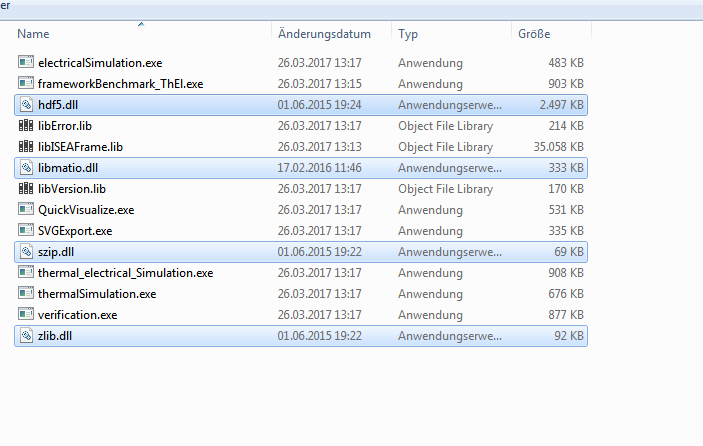 er
Name Änderungsdatum Typ Größe
electricalSimulation.exe 26.03.2017 13:17 Anwendung 483 KB
frameworkBenchmark_ThEl.exe 26.03.2017 13:15 Anwendung 903 KB
hdf5.dll 01.06.2015 19:24 Anwendungserwe... 2.497 KB
libError.lib 26.03.2017 13:17 Object File Library 214 KB
libISEAFrame.lib 26.03.2017 13:13 Object File Library 35.058 KB
libmatio.dll 17.02.2016 11:46 Anwendungserwe... 333 KB
libVersion.lib 26.03.2017 13:17 Object File Library 170 KB
QuickVisualize.exe 26.03.2017 13:17 Anwendung 531 KB
SVGExport.exe 26.03.2017 13:17 Anwendung 335 KB
szip.dll 01.06.2015 19:22 Anwendungserwe... 69 KB
thermal_electrical_Simulation.exe 26.03.2017 13:17 Anwendung 908 KB
thermalSimulation.exe 26.03.2017 13:17 Anwendung 676 KB
verification.exe 26.03.2017 13:17 Anwendung 877 KB
zlib.dll 01.06.2015 19:22 Anwendungserwe... 92 KB